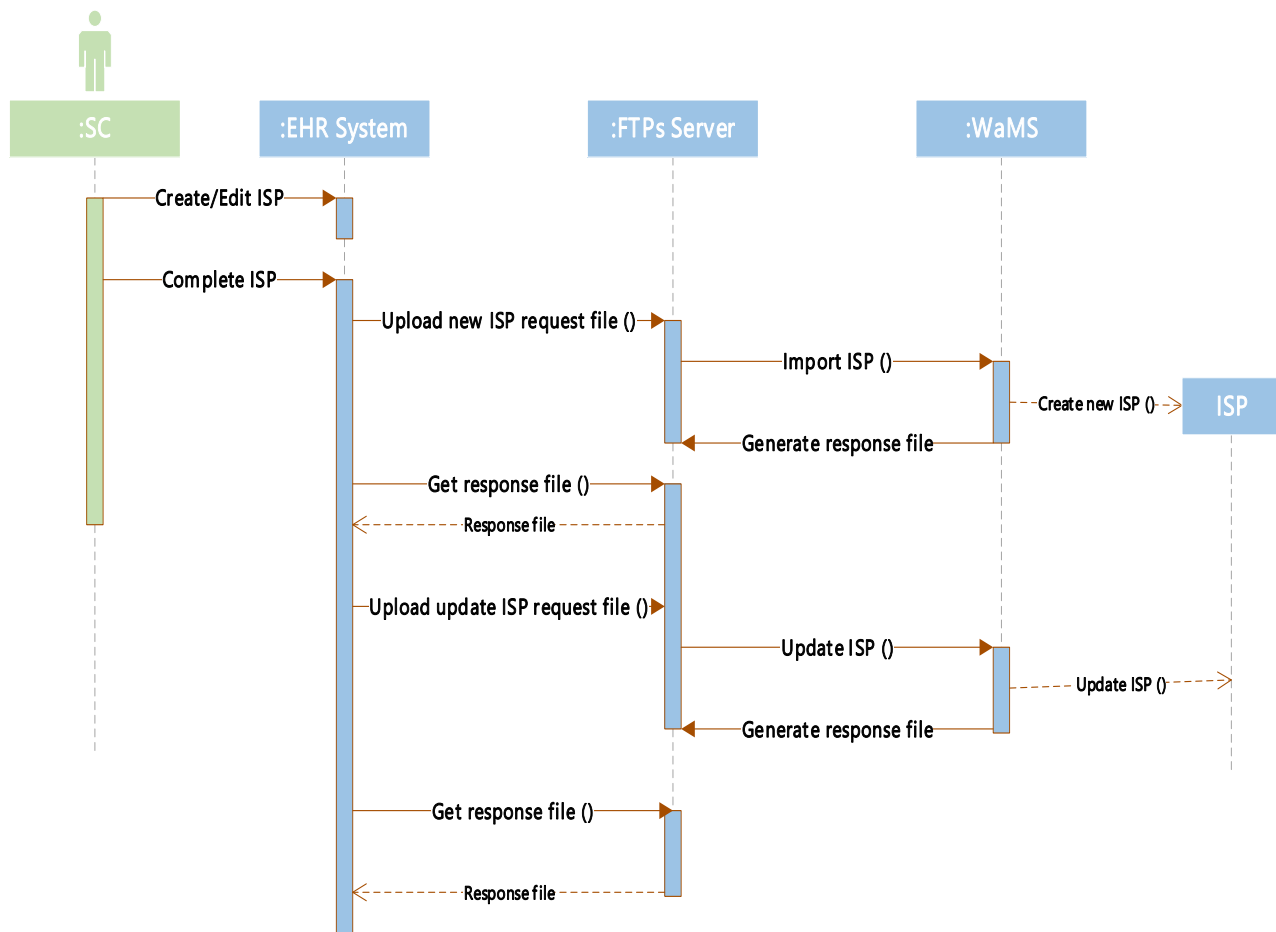 :SC
:EHR System
:FTPs Server
:WaMS
Create/Edit ISP
Complete ISP
Upload new ISP request file ()
Import ISP ()
Create new ISP ()
ISP
Generate response file
Get response file ()
Response file
Upload update ISP request file ()
Update ISP ()
Update ISP ()
Generate response file
Get response file ()
Response file